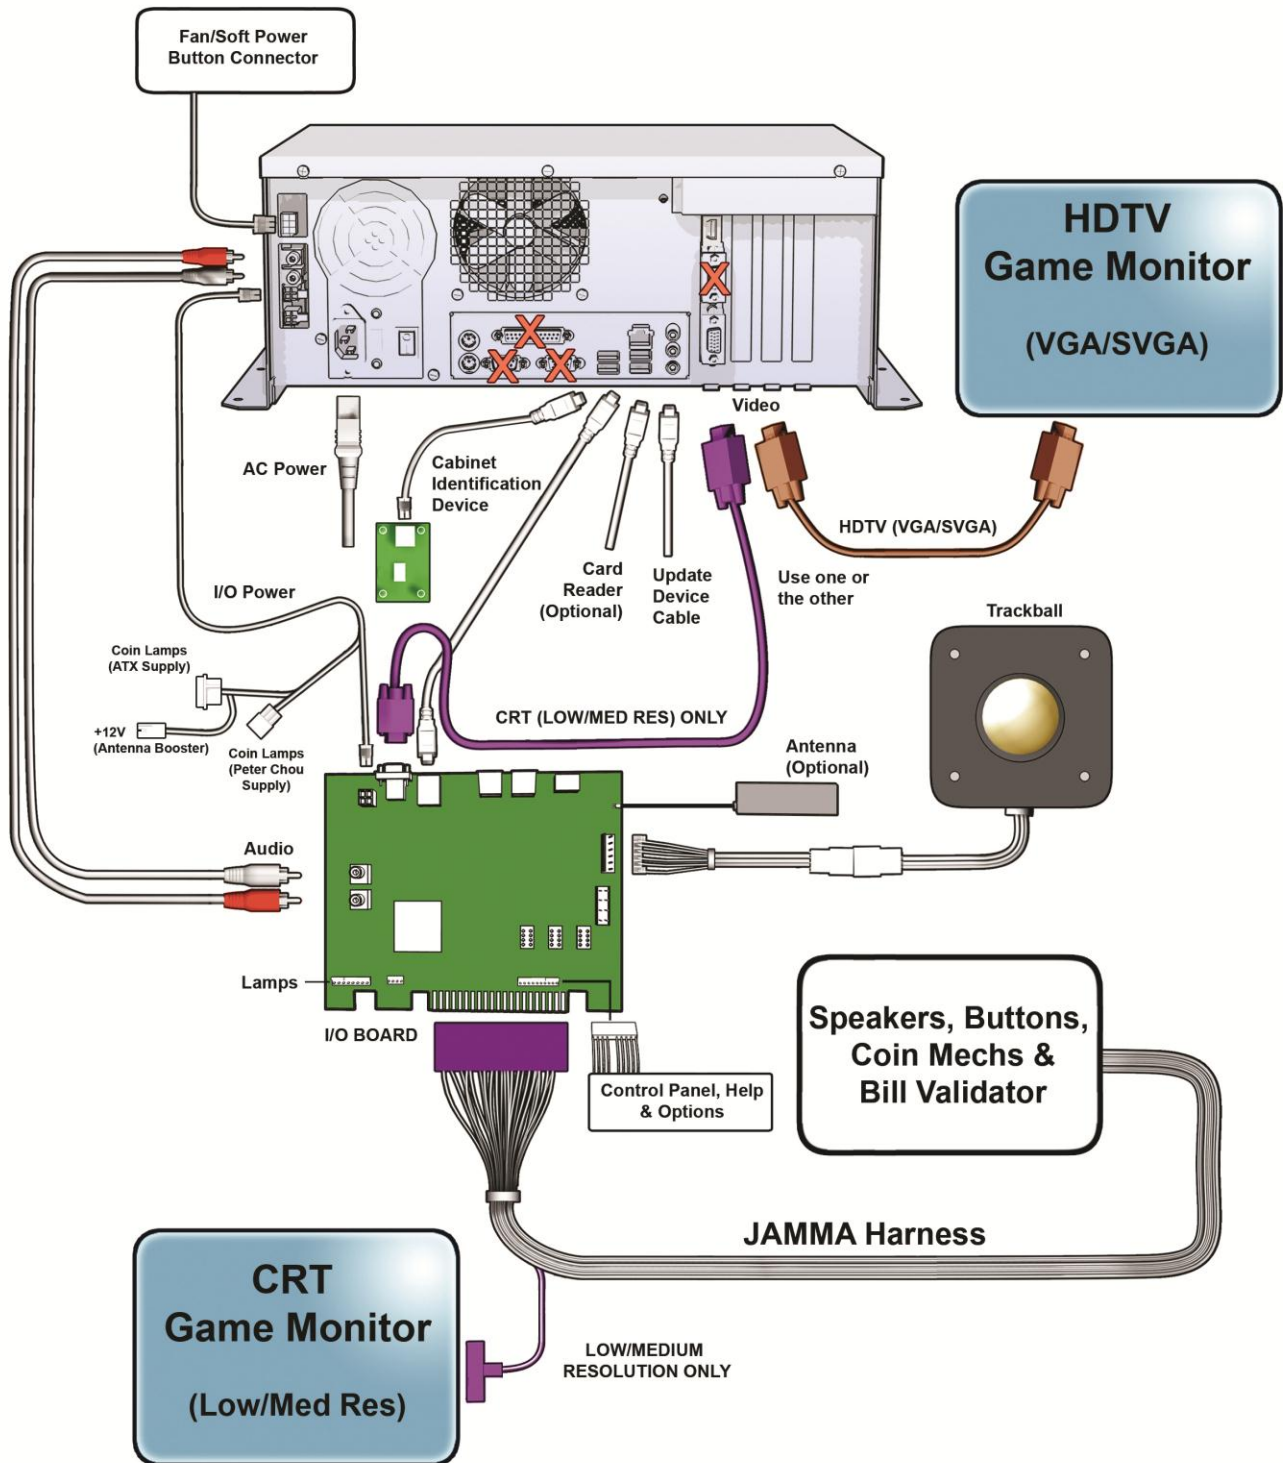 Fan/Soft Power
Button Connector
HDTV
Game Monitor
(VGA/SVGA)
Video
AC Power
Cabinet
Identification
Device
HDTV (VGA/SVGA)
Card
Reader
(Optional)
Update
Device
Cable
Use one or
the other
I/O Power
Trackball
Coin Lamps
(ATX Supply)
+12V
(Antenna Booster)
Coin Lamps
(Peter Chou
Supply)
CRT (LOW/MED RES) ONLY
Antenna
(Optional)
Audio
Lamps
I/O BOARD
Speakers, Buttons,
Coin Mechs &
Bill Validator
Control Panel, Help
& Options
JAMMA Harness
CRT
Game Monitor
(Low/Med Res)
LOW/MEDIUM
RESOLUTION ONLY